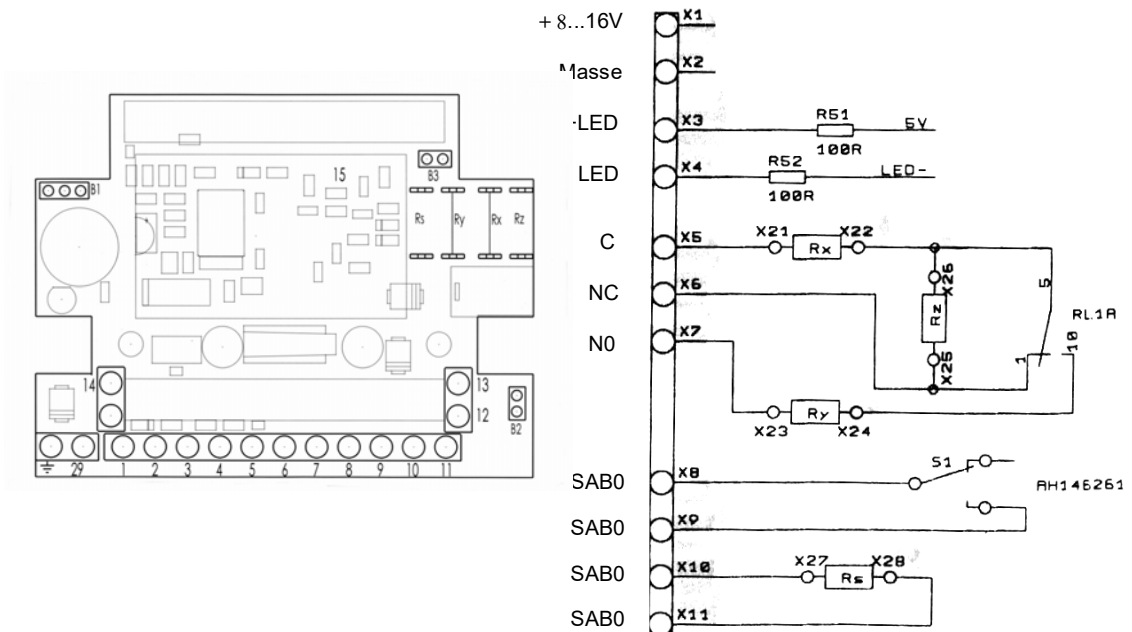 + 8...16V
X1
Masse
X2
-LED
X3
R51
5V
100R
LED
X4
R52
LED-
100R
C
X5
X21
X22
Rx
NC
X6
X26
Rz
X25
5
RL1A
1
10
N0
X7
Ry
X23
X24
SAB0
X8
S1
AH146261
SAB0
X9
SAB0
X10
X27
X28
Rs
SAB0
X11
15
B3
B1
Rs
Ry
Rx
Rz
14
13
12
B2
29
1
2
3
4
5
6
7
8
9
10
11